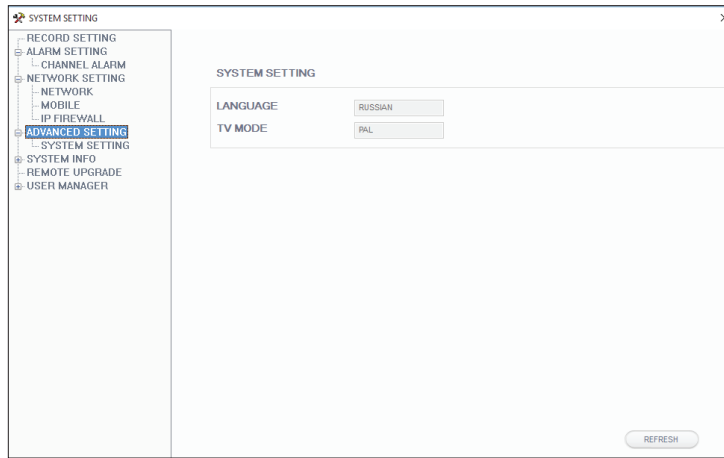 SYSTEM SETTING
RECORD SETTING
ALARM SETTING
CHANNEL ALARM
NETWORK SETTING
NETWORK
MOBILE
IP FIREWALL
ADVANCED SETTING
SYSTEM SETTING
SYSTEM INFO
REMOTE UPGRADE
USER MANAGER
SYSTEM SETTING
LANGUAGE RUSSIAN
TV MODE PAL
REFRESH